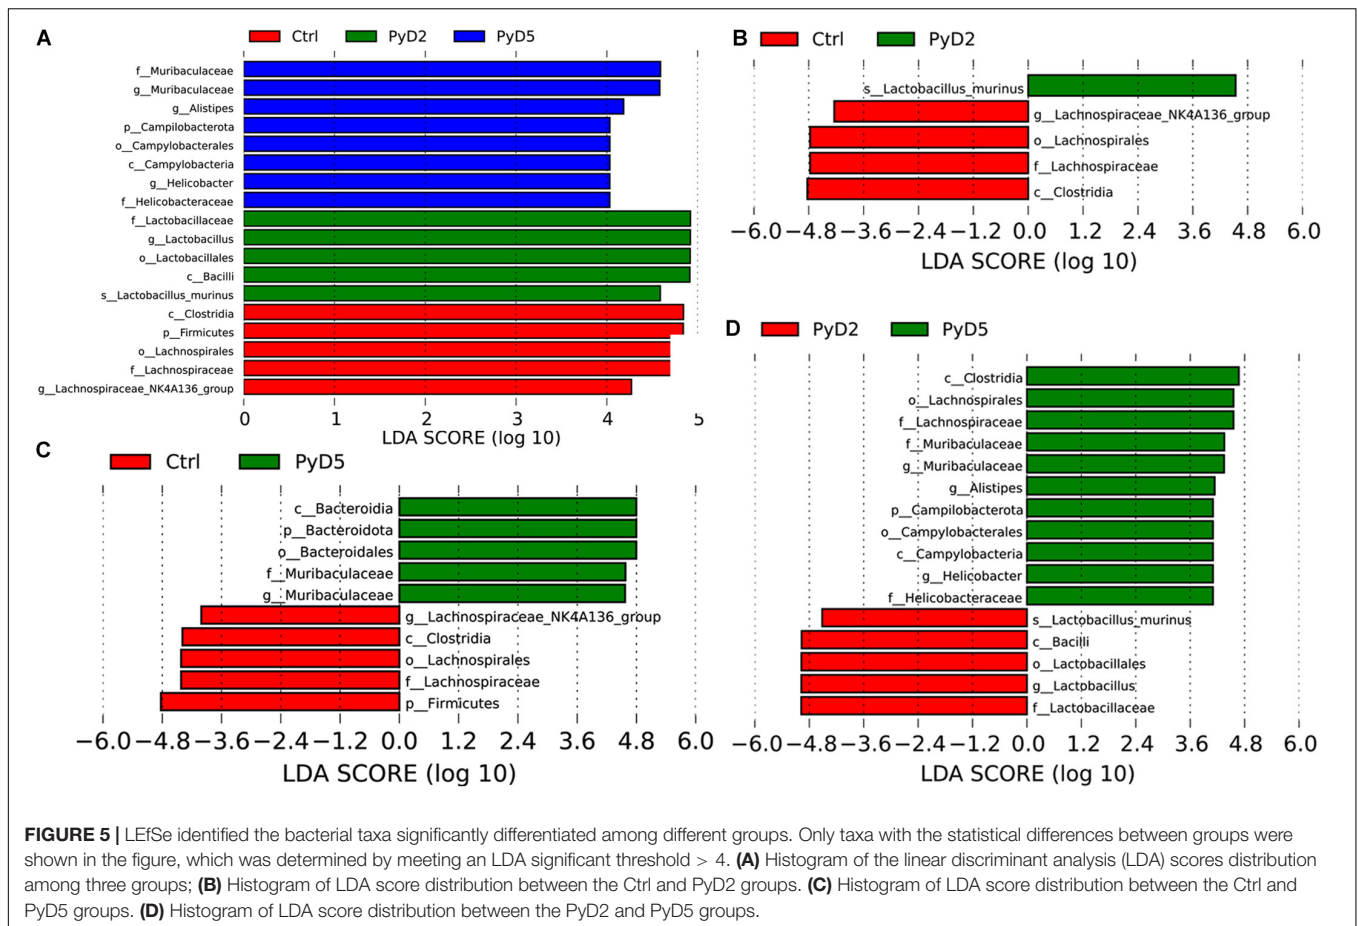 A
Ctrl PyD2 PyD5
f__Muribaculaceae
g__Muribaculaceae
g__Alistipes
p__Campilobacterota
o__Campylobacterales
c__Campylobacteria
g__Helicobacter
f__Helicobacteraceae
f__Lactobacillaceae
g__Lactobacillus
o__Lactobacillales
c__Bacilli
s__Lactobacillus_murinus
c__Clostridia
p__Firmicutes
o__Lachnospirales
f__Lachnospiraceae
g__Lachnospiraceae_NK4A136_group
0 1 2 3 4 5
LDA SCORE (log 10)
B
Ctrl PyD2
s__Lactobacillus_murinus
g__Lachnospiraceae_NK4A136_group
o__Lachnospirales
f__Lachnospiraceae
c__Clostridia
−6.0 −4.8 −3.6 −2.4 −1.2 0.0 1.2 2.4 3.6 4.8 6.0
LDA SCORE (log 10)
C
Ctrl PyD5
c__Bacteroidia
p__Bacteroidota
o__Bacteroidales
f__Muribaculaceae
g__Muribaculaceae
g__Lachnospiraceae_NK4A136_group
c__Clostridia
o__Lachnospirales
f__Lachnospiraceae
p__Firmicutes
−6.0 −4.8 −3.6 −2.4 −1.2 0.0 1.2 2.4 3.6 4.8 6.0
LDA SCORE (log 10)
D
PyD2 PyD5
c__Clostridia
o__Lachnospirales
f__Lachnospiraceae
f__Muribaculaceae
g__Muribaculaceae
g__Alistipes
p__Campilobacterota
o__Campylobacterales
c__Campylobacteria
g__Helicobacter
f__Helicobacteraceae
s__Lactobacillus_murinus
c__Bacilli
o__Lactobacillales
g__Lactobacillus
f__Lactobacillaceae
−6.0 −4.8 −3.6 −2.4 −1.2 0.0 1.2 2.4 3.6 4.8 6.0
LDA SCORE (log 10)
FIGURE 5 | LEfSe identified the bacterial taxa significantly differentiated among different groups. Only taxa with the statistical differences between groups were
shown in the figure, which was determined by meeting an LDA significant threshold > 4. (A) Histogram of the linear discriminant analysis (LDA) scores distribution
among three groups; (B) Histogram of LDA score distribution between the Ctrl and PyD2 groups. (C) Histogram of LDA score distribution between the Ctrl and
PyD5 groups. (D) Histogram of LDA score distribution between the PyD2 and PyD5 groups.